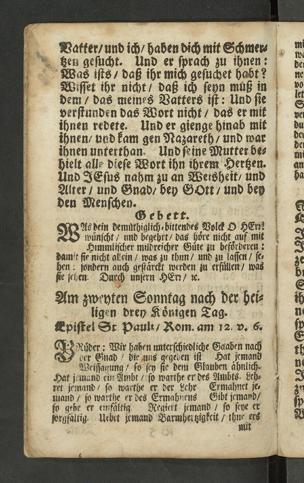 Vatter/ und ich/ haben dich mit Schmer-
tzen gesucht. Und er sprach zu ihnen:
Was ists/ daß ihr mich gesuchet habt?
Wisset ihr nicht/ daß ich seyn müß in
dem/ das meines Vatters ist: Und sie
verstunden das Wort nicht/ das er mit
ihnen redete. Und er gienge hinab mit
ihnen/ und kam gen Nazareth/ und war
ihnen unterthan. Und seine Mutter be-
hielt alle diese Wort ihn ihrem Hertzen.
Und JEsus nahm zu an Weisheit/ und
Alter/ und Gnad/ bey GOtt/ und bey
den Menschen.
Gebett.
WAs dein demüthiglich-bittendes Volck O HErr!
wünscht/ und begehrt/ das höre nicht auf mit
Himmlischer mildreicher Güte zu beförderen:
damit sie nicht allein/ was zu thun/ und zu lassen/ se-
hen: sondern auch gestärckt werden zu erfüllen/ was
sie sehen. Durch unsern HErn/ ꝛc.
Am zweyten Sonntag nach der hei-
ligen drey Königen Tag.
Epistel St. Pauls/ Rom. am 12. v. 6.
BRüder: Wir haben unterschiedliche Gaaben nach
der Gnad/ die uns gegeben ist Hat jemand
Weissagung/ so sey sie dem Glauben ähnlich.
Hat jemand ein Ambt/ so warthe er des Ambts. Leh-
ret jemand/ so warthe er der Lehr Ermahnet je-
mand/ so warthe er des Ermahnens Gibt jemand/
so gebe er einfältig. Regiert jemand/ so seye er
sorgfältig. Uebet jemand Barmhertzigkeit/ thue ers
mit